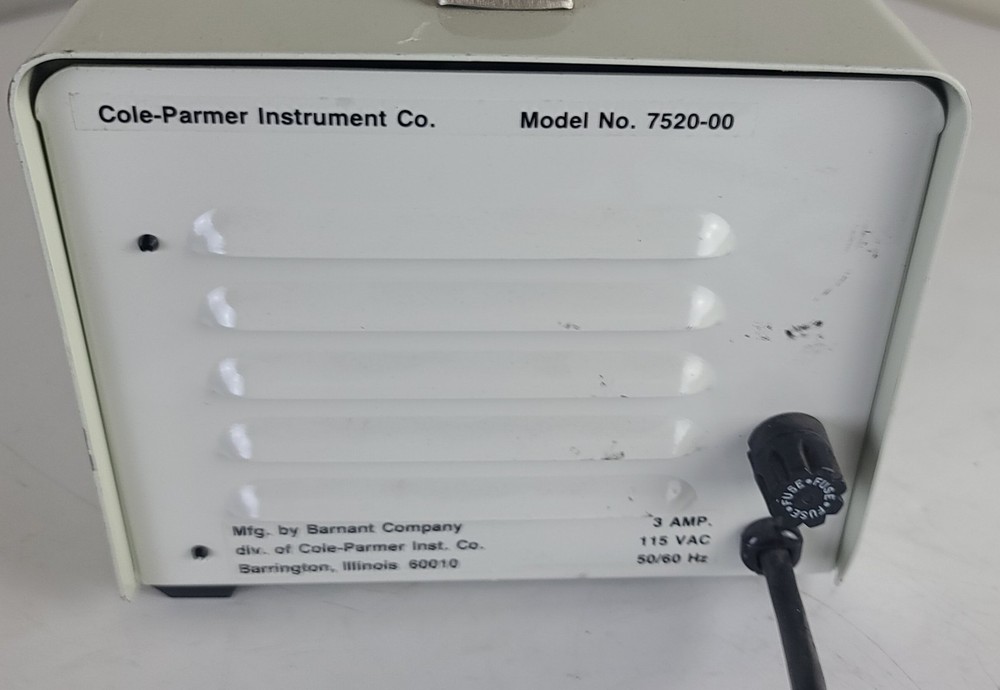 Cole-Parmer Instrument Co. Model No. 7520-00
Mfg. by Barnant Company
div. of Cole-Parmer Inst. Co.
Barrington, Illinois 60010
3 AMP.
115 VAC
50/60 Hz
FUSE • FUSE • FUSE •